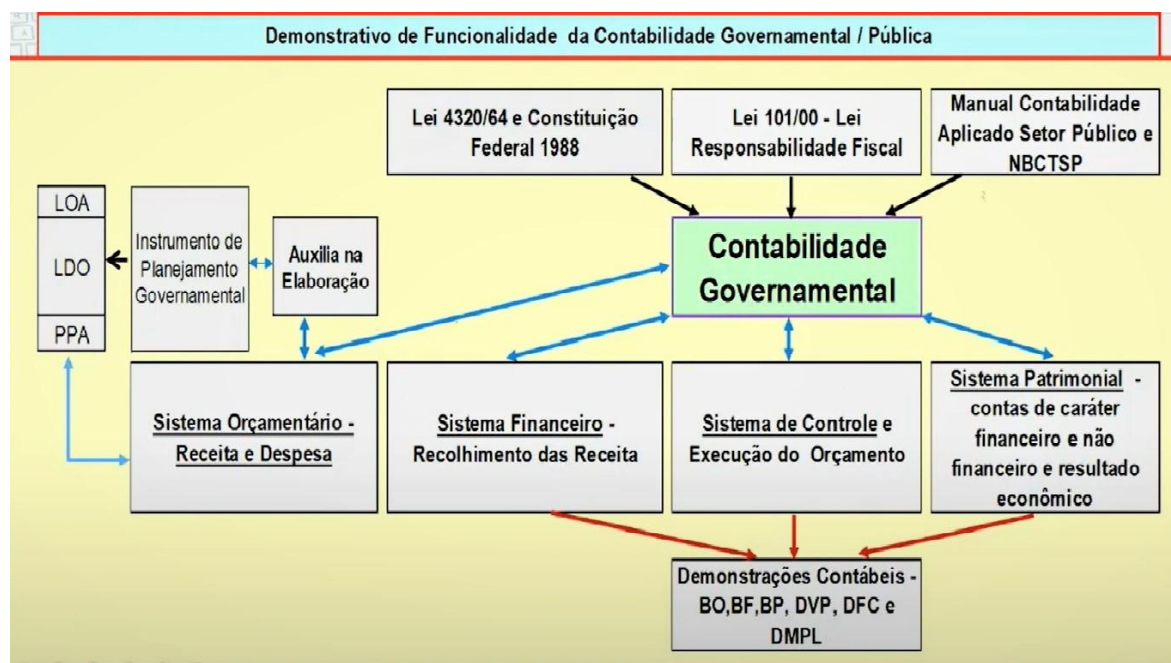 Demonstrativo de Funcionalidade da Contabilidade Governamental / Pública
Lei 4320/64 e Constituição
Federal 1988
Lei 101/00 - Lei
Responsabilidade Fiscal
Manual Contabilidade
Aplicado Setor Público e
NBCTSP
LOA
LDO
PPA
Instrumento de
Planejamento
Governamental
Auxilia na
Elaboração
Contabilidade
Governamental
Sistema Orçamentário -
Receita e Despesa
Sistema Financeiro -
Recolhimento das Receita
Sistema de Controle e
Execução do Orçamento
Sistema Patrimonial -
contas de caráter
financeiro e não
financeiro e resultado
econômico
Demonstrações Contábeis -
BO,BF,BP, DVP, DFC e
DMPL